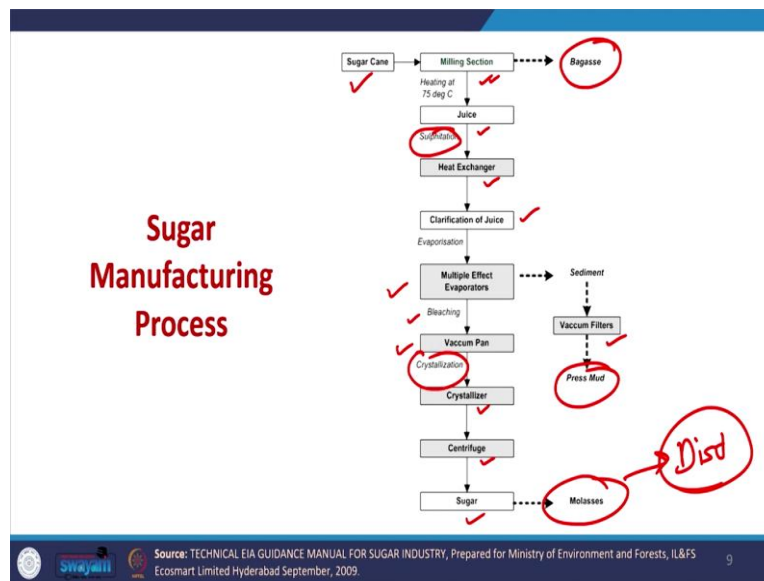 Sugar
Manufacturing
Process
Sugar Cane
Milling Section
Bagasse
Heating at
75 deg C
Juice
Sulphitation
Heat Exchanger
Clarification of Juice
Evaporisation
Multiple Effect
Evaporators
Sediment
Bleaching
Vaccum Filters
Vaccum Pan
Crystallization
Press Mud
Crystallizer
Centrifuge
Sugar
Molasses
Disd
swayam
Source: TECHNICAL EIA GUIDANCE MANUAL FOR SUGAR INDUSTRY, Prepared for Ministry of Environment and Forests, IL&FS
Ecosmart Limited Hyderabad September, 2009.
9